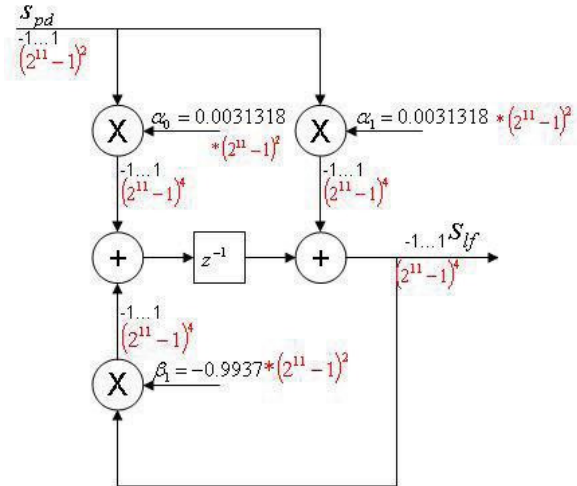 S_pd
-1...1
(2^11 − 1)^2
X
α_0 = 0.0031318
*(2^11 − 1)^2
X
α_1 = 0.0031318 *(2^11 − 1)^2
-1...1
(2^11 − 1)^4
-1...1
(2^11 − 1)^4
+
z^-1
+
-1...1
S_lf
(2^11 − 1)^4
-1...1
(2^11 − 1)^4
X
β_1 = −0.9937*(2^11 − 1)^2